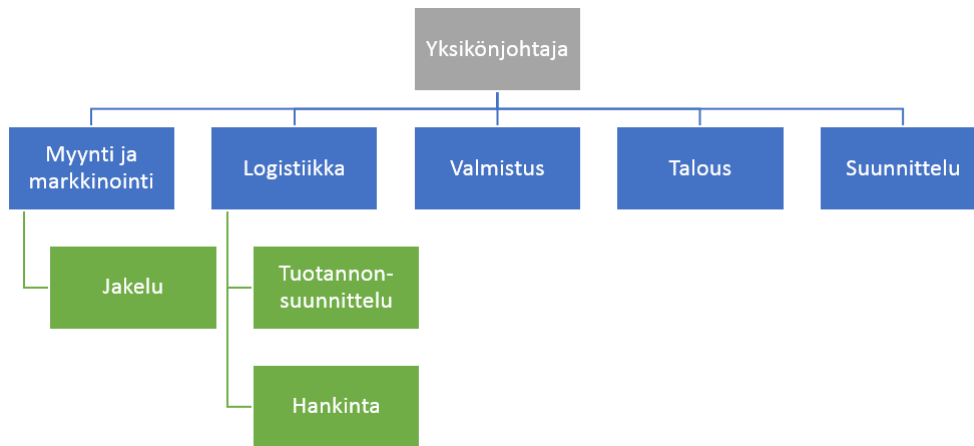 Yksikönjohtaja
Myynti ja
markkinointi
Logistiikka
Valmistus
Talous
Suunnittelu
Jakelu
Tuotannon-
suunnittelu
Hankinta